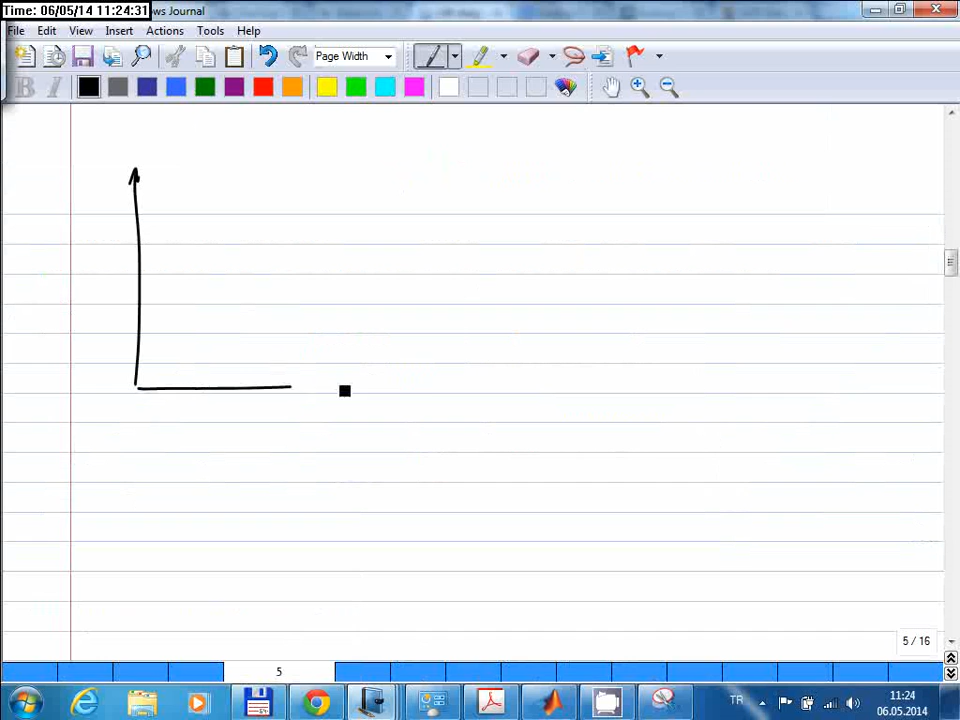 Time: 06/05/14 11:24:31
ws Journal
File Edit View Insert Actions Tools Help
Page Width
B I
5 / 16
5
TR
11:24
06.05.2014